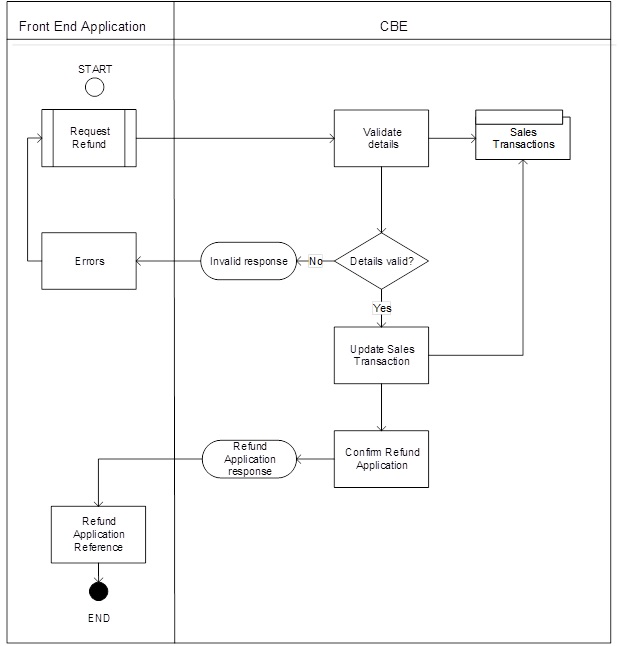 Front End Application
CBE
START
Request
Refund
Validate
details
Sales
Transactions
Errors
Invalid response
No
Details valid?
Yes
Update Sales
Transaction
Refund
Application
response
Confirm Refund
Application
Refund
Application
Reference
END